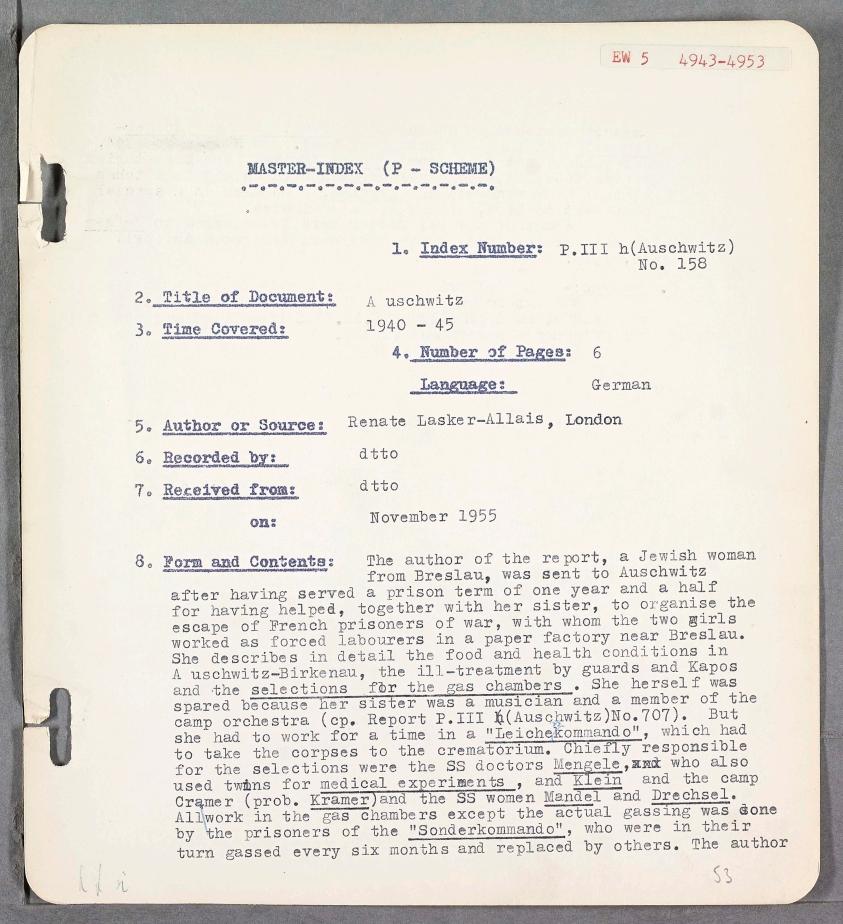 EW 5 4943-4953
MASTER-INDEX (P - SCHEME)
1. Index Number: P.III h(Auschwitz)
No. 158
2. Title of Document: A uschwitz
3. Time Covered: 1940 - 45
4. Number of Pages: 6
Language: German
5. Author or Source: Renate Lasker-Allais, London
6. Recorded by: dtto
7. Received from: dtto
on: November 1955
8. Form and Contents: The author of the report, a Jewish woman
from Breslau, was sent to Auschwitz
after having served a prison term of one year and a half
for having helped, together with her sister, to organise the
escape of French prisoners of war, with whom the two girls
worked as forced labourers in a paper factory near Breslau.
She describes in detail the food and health conditions in
A uschwitz-Birkenau, the ill-treatment by guards and Kapos
and the selections for the gas chambers . She herself was
spared because her sister was a musician and a member of the
camp orchestra (cp. Report P.III h(Auschwitz)No.707). But
she had to work for a time in a "Leichekommando", which had
to take the corpses to the crematorium. Chiefly responsible
for the selections were the SS doctors Mengele, who also
used twins for medical experiments , and Klein and the camp
Cramer (prob. Kramer)and the SS women Mandel and Drechsel.
Allwork in the gas chambers except the actual gassing was done
by the prisoners of the "Sonderkommando", who were in their
turn gassed every six months and replaced by others. The author
53